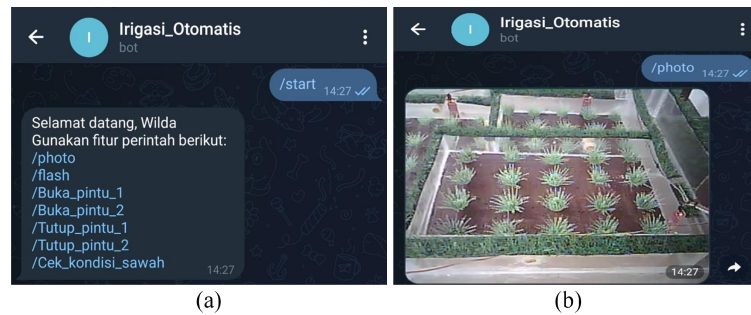 Irigasi_Otomatis
bot
/start 14:27
Selamat datang, Wilda
Gunakan fitur perintah berikut:
/photo
/flash
/Buka_pintu_1
/Buka_pintu_2
/Tutup_pintu_1
/Tutup_pintu_2
/Cek_kondisi_sawah
14:27
(a)
Irigasi_Otomatis
bot
/photo 14:27
14:27
(b)